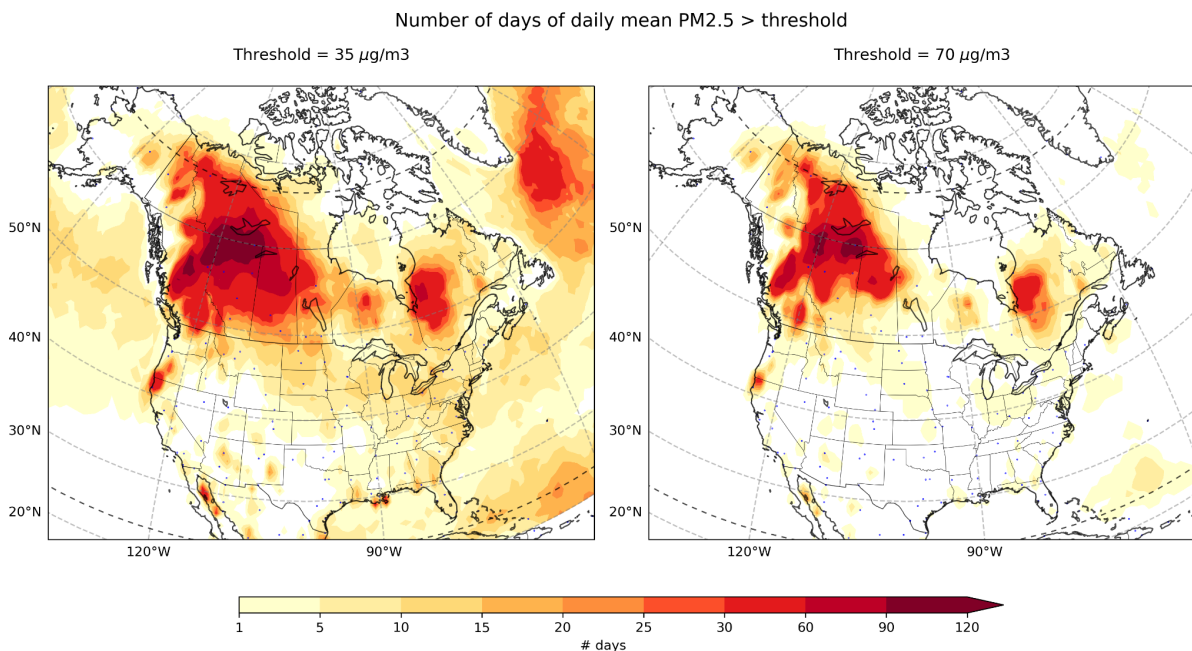 Number of days of daily mean PM2.5 > threshold
Threshold = 35 μg/m3
Threshold = 70 μg/m3
50°N
40°N
30°N
20°N
120°W
90°W
50°N
40°N
30°N
20°N
120°W
90°W
1 5 10 15 20 25 30 60 90 120
# days